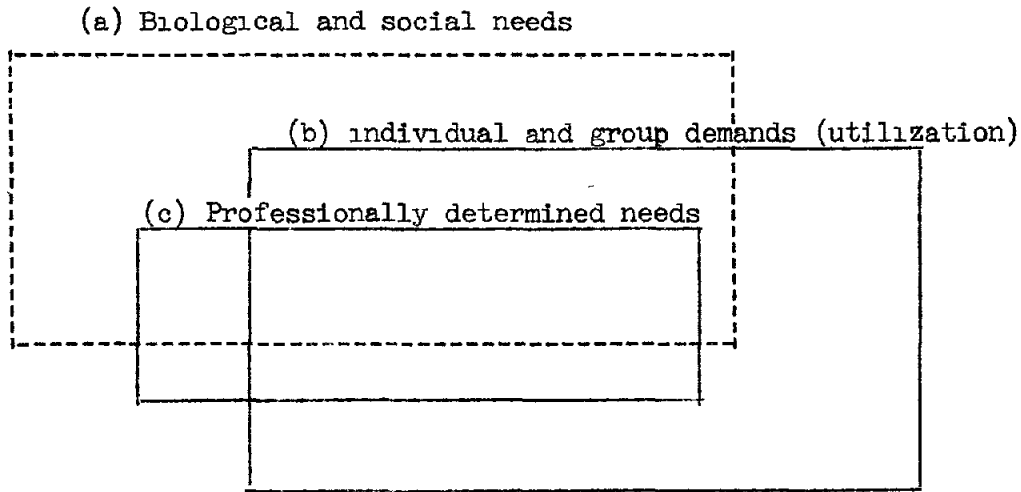 (a) Biological and social needs
(b) individual and group demands (utilization)
(c) Professionally determined needs